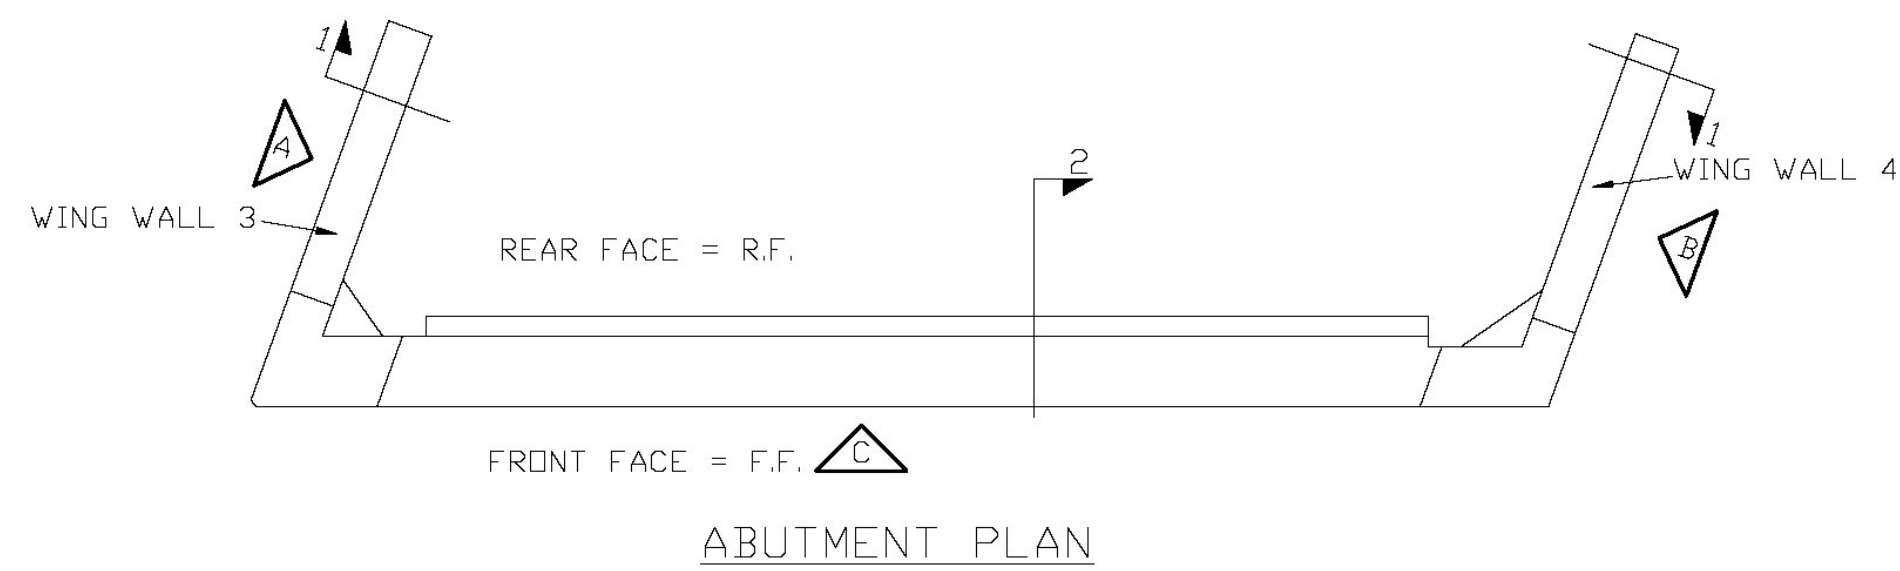 1
A
WING WALL 3
REAR FACE = R.F.
2
1
WING WALL 4
B
FRONT FACE = F.F.
C
ABUTMENT PLAN